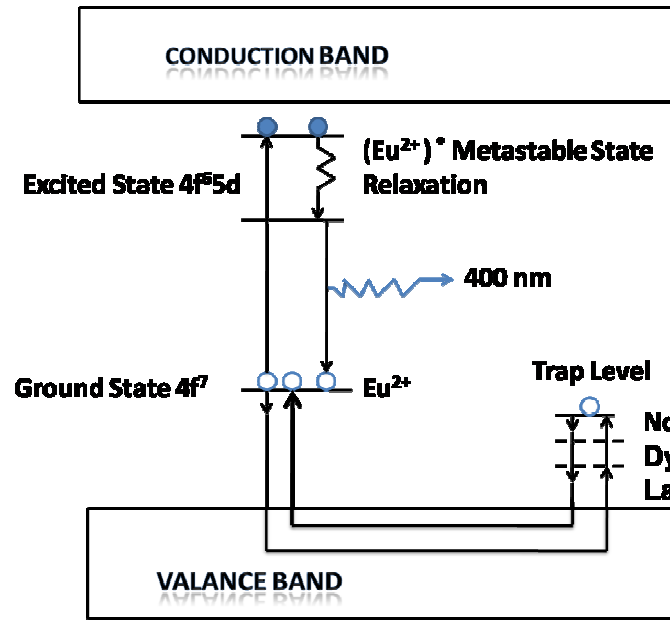 CONDUCTION BAND
(Eu²⁺)* Metastable State
Excited State 4f⁶5d
Relaxation
400 nm
Trap Level
Ground State 4f⁷
Eu²⁺
VALANCE BAND